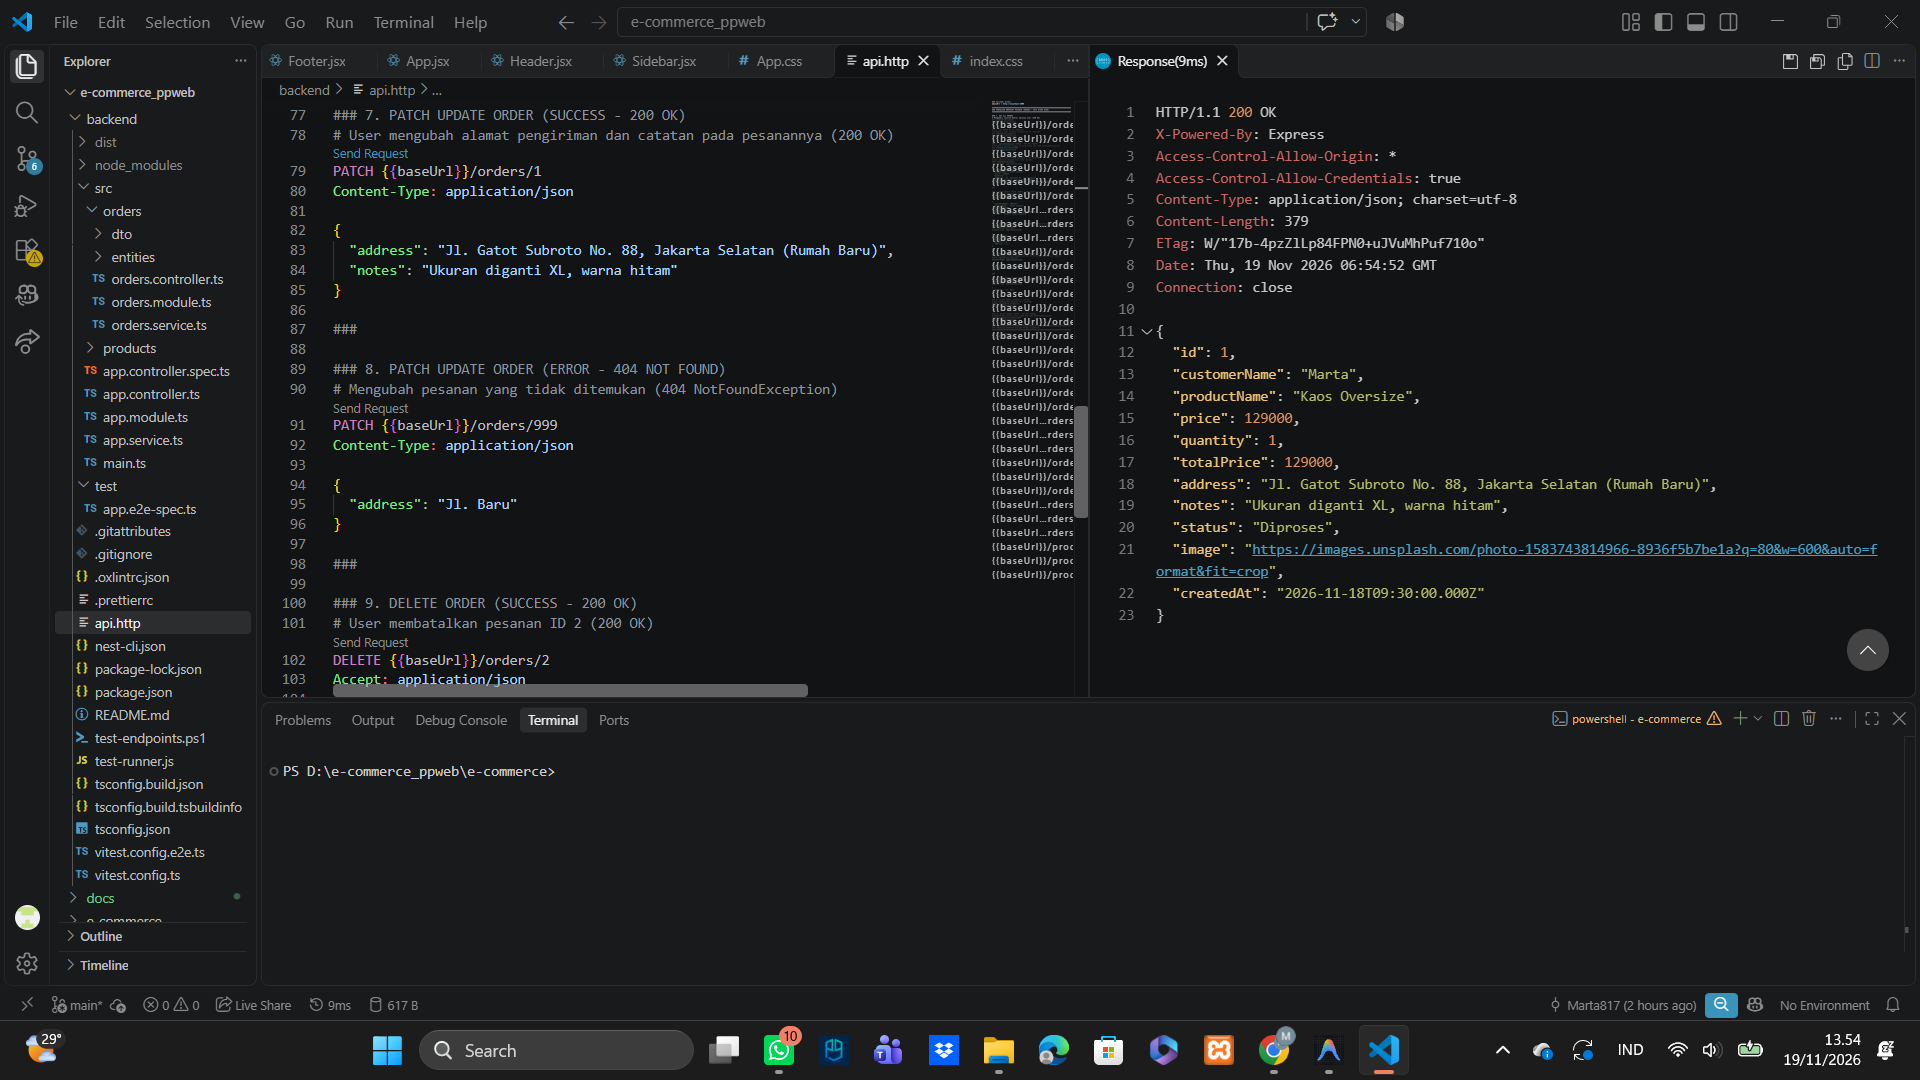 File Edit Selection View Go Run Terminal Help
e-commerce_ppweb
Explorer
e-commerce_ppweb
backend
dist
node_modules
src
orders
dto
entities
TS orders.controller.ts
TS orders.module.ts
TS orders.service.ts
products
TS app.controller.spec.ts
TS app.controller.ts
TS app.module.ts
TS app.service.ts
TS main.ts
test
TS app.e2e-spec.ts
.gitattributes
.gitignore
{} .oxlintrc.json
.prettierrc
api.http
{} nest-cli.json
{} package-lock.json
{} package.json
README.md
test-endpoints.ps1
JS test-runner.js
{} tsconfig.build.json
{} tsconfig.build.tsbuildinfo
TS tsconfig.json
TS vitest.config.e2e.ts
TS vitest.config.ts
docs
e-commerce
Outline
Timeline
6
Footer.jsx App.jsx Header.jsx Sidebar.jsx # App.css api.http # index.css ...
backend > api.http > ...
77 ### 7. PATCH UPDATE ORDER (SUCCESS - 200 OK)
78 # User mengubah alamat pengiriman dan catatan pada pesanannya (200 OK)
Send Request
79 PATCH {{baseUrl}}/orders/1
80 Content-Type: application/json
81
82 {
83 "address": "Jl. Gatot Subroto No. 88, Jakarta Selatan (Rumah Baru)",
84 "notes": "Ukuran diganti XL, warna hitam"
85 }
86
87 ###
88
89 ### 8. PATCH UPDATE ORDER (ERROR - 404 NOT FOUND)
90 # Mengubah pesanan yang tidak ditemukan (404 NotFoundException)
Send Request
91 PATCH {{baseUrl}}/orders/999
92 Content-Type: application/json
93
94 {
95 "address": "Jl. Baru"
96 }
97
98 ###
99
100 ### 9. DELETE ORDER (SUCCESS - 200 OK)
101 # User membatalkan pesanan ID 2 (200 OK)
Send Request
102 DELETE {{baseUrl}}/orders/2
103 Accept: application/json
Response(9ms)
1 HTTP/1.1 200 OK
2 X-Powered-By: Express
3 Access-Control-Allow-Origin: *
4 Access-Control-Allow-Credentials: true
5 Content-Type: application/json; charset=utf-8
6 Content-Length: 379
7 ETag: W/"17b-4pzZlLp84FPN0+uJVuMhPuf710o"
8 Date: Thu, 19 Nov 2026 06:54:52 GMT
9 Connection: close
10
11 {
12 "id": 1,
13 "customerName": "Marta",
14 "productName": "Kaos Oversize",
15 "price": 129000,
16 "quantity": 1,
17 "totalPrice": 129000,
18 "address": "Jl. Gatot Subroto No. 88, Jakarta Selatan (Rumah Baru)",
19 "notes": "Ukuran diganti XL, warna hitam",
20 "status": "Diproses",
21 "image": "https://images.unsplash.com/photo-1583743814966-8936f5b7be1a?q=80&w=600&auto=f
ormat&fit=crop",
22 "createdAt": "2026-11-18T09:30:00.000Z"
23 }
Problems Output Debug Console Terminal Ports
powershell - e-commerce
PS D:\e-commerce_ppweb\e-commerce>
main* 0 0 Live Share 9ms 617 B
Marta817 (2 hours ago) No Environment
29°
Search
10
M
IND
13.54
19/11/2026